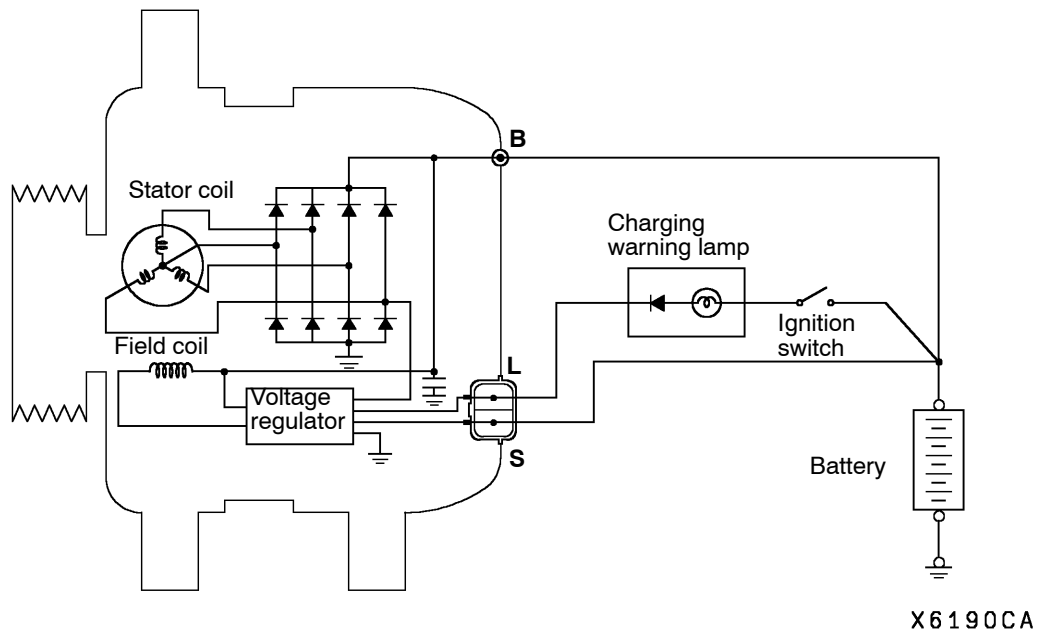 B
Stator coil
Charging
warning lamp
Ignition
switch
Field coil
L
Voltage
regulator
S
Battery
X6190CA